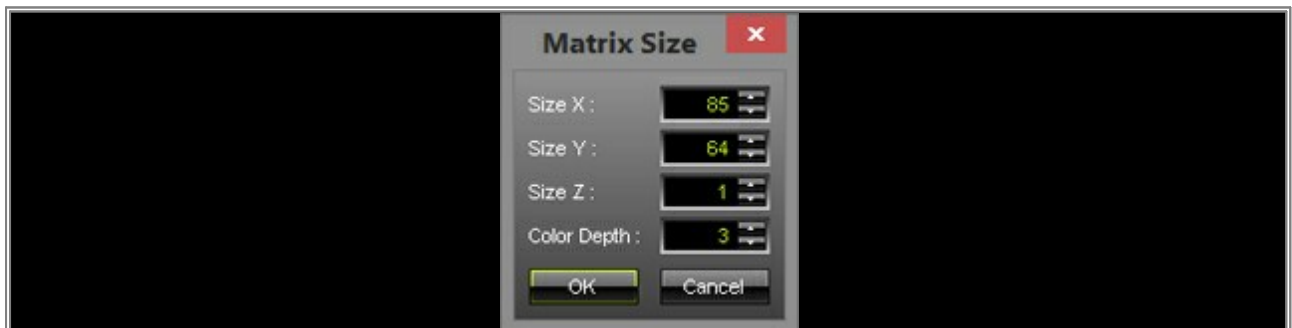 Matrix Size
Size X : 85
Size Y : 64
Size Z : 1
Color Depth : 3
OK Cancel